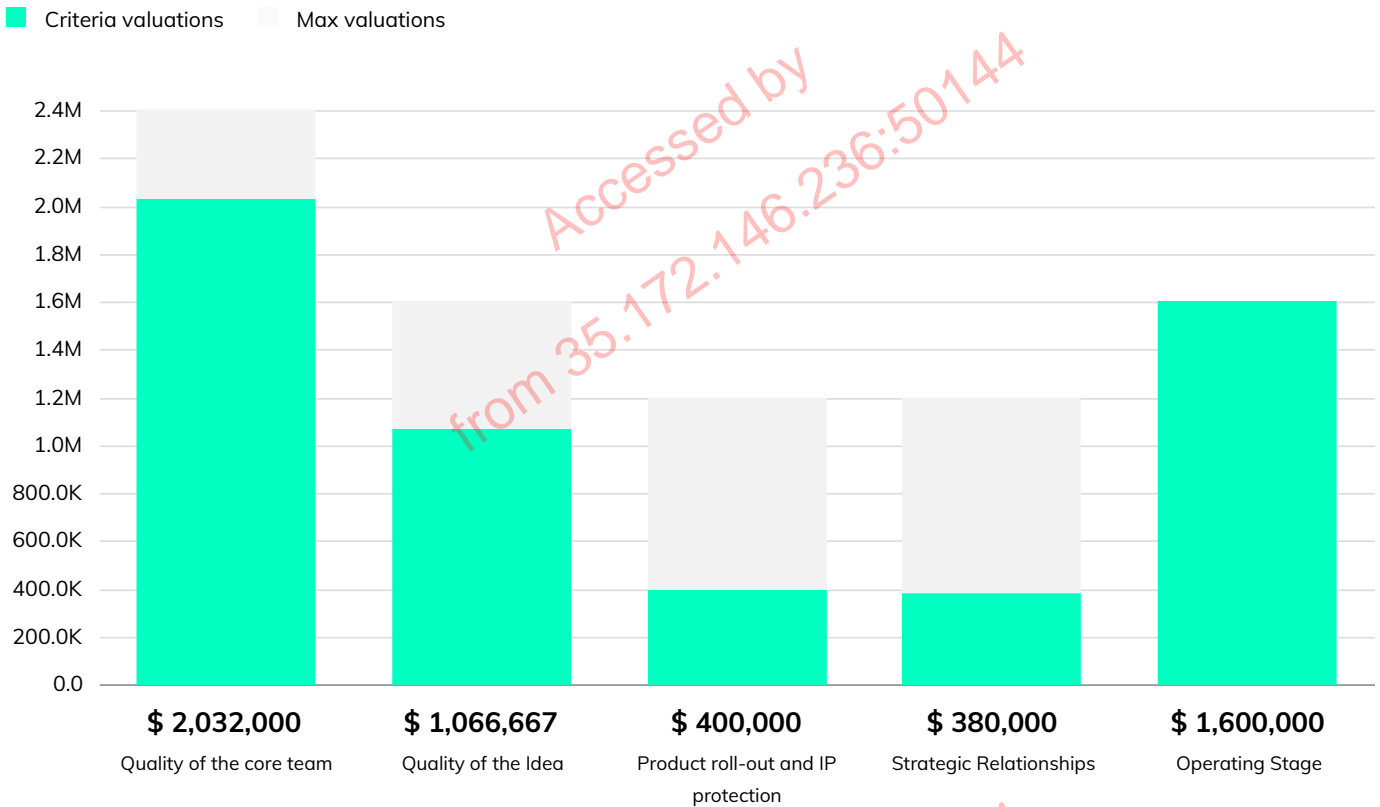 Criteria valuations Max valuations
Accessed by
from 35.172.146.236:50144
2.4M
2.2M
2.0M
1.8M
1.6M
1.4M
1.2M
1.0M
800.0K
600.0K
400.0K
200.0K
0.0
$ 2,032,000 $ 1,066,667 $ 400,000 $ 380,000 $ 1,600,000
Quality of the core team Quality of the Idea Product roll-out and IP Strategic Relationships Operating Stage
protection